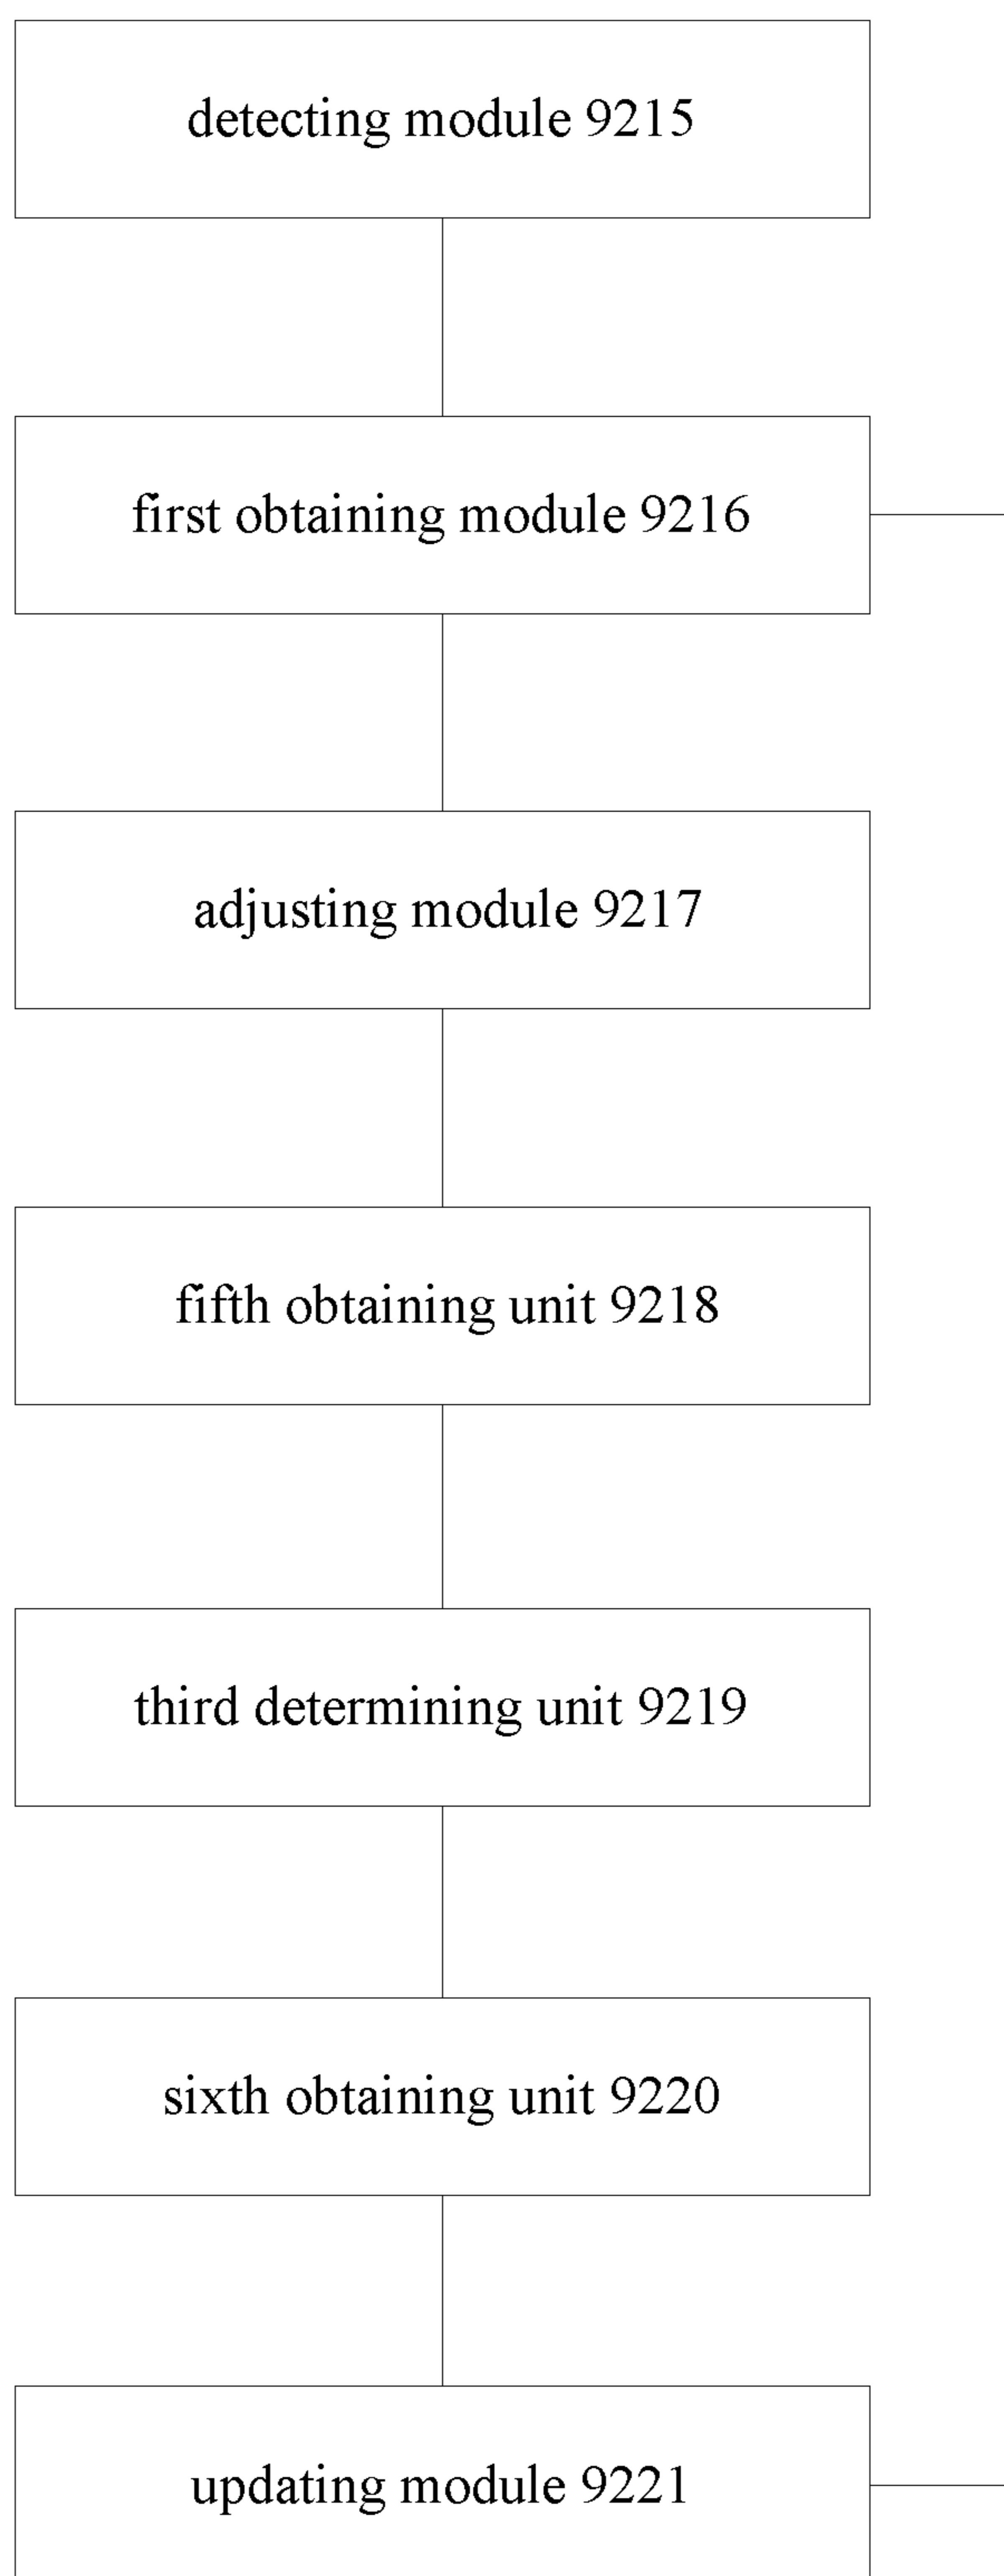 detecting module 9215
first obtaining module 9216
adjusting module 9217
fifth obtaining unit 9218
third determining unit 9219
sixth obtaining unit 9220
updating module 9221